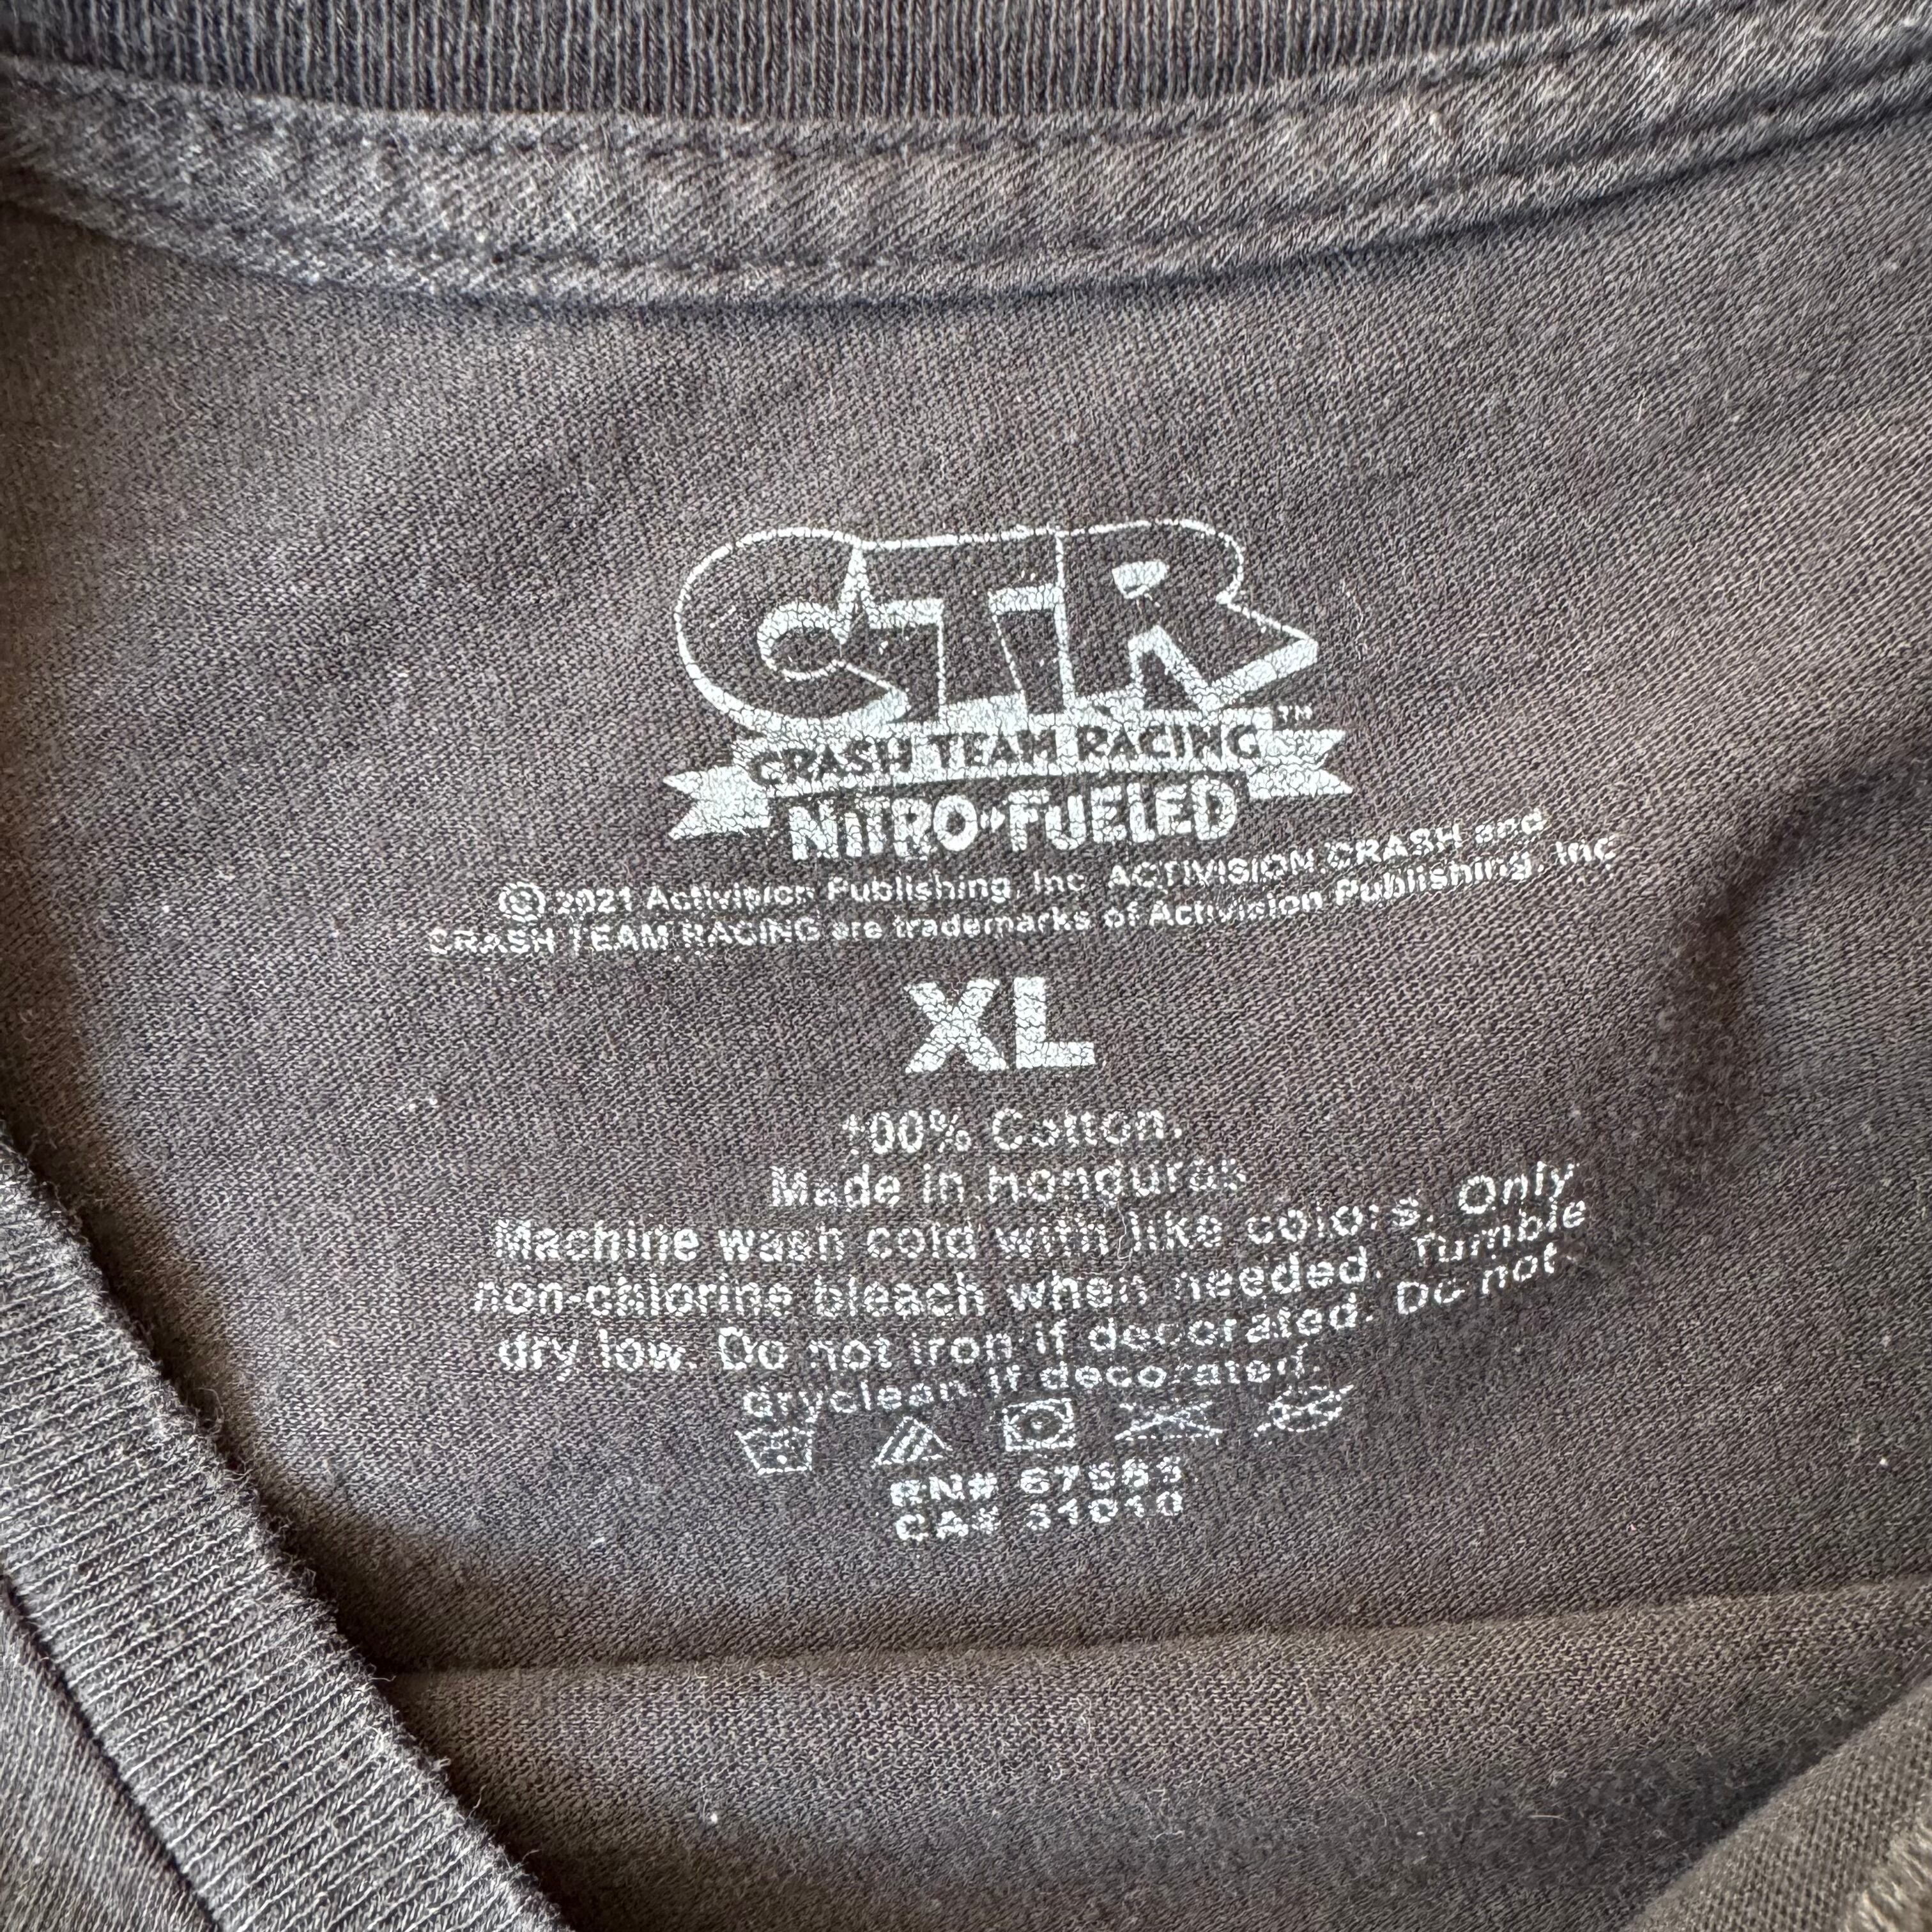 CTR
CRASH TEAM RACING™
NITRO-FUELED
© 2021 Activision Publishing, Inc. ACTIVISION, CRASH and
CRASH TEAM RACING are trademarks of Activision Publishing, Inc
XL
100% Cotton.
Made in Honduras
Machine wash cold with like colors. Only
non-chlorine bleach when needed. Tumble
dry low. Do not iron if decorated. Do not
dryclean if decorated.
RN#
CA#